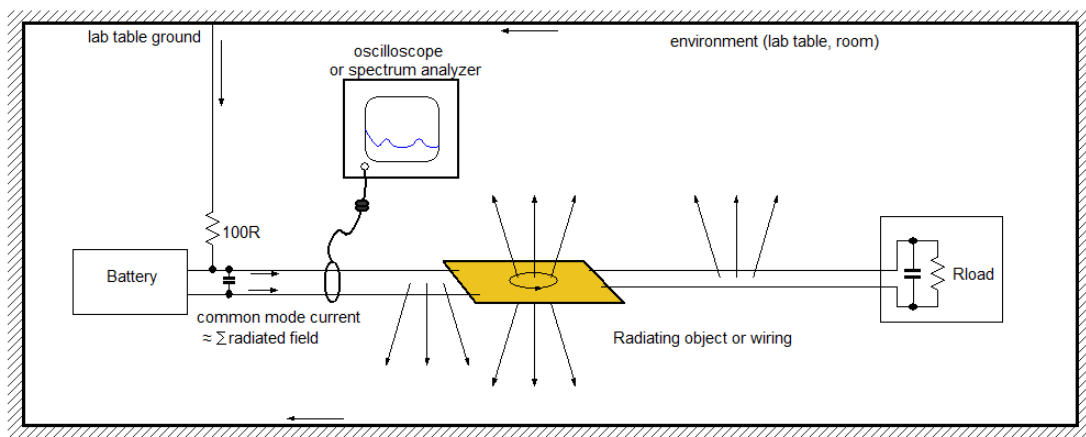 lab table ground
environment (lab table, room)
oscilloscope
or spectrum analyzer
100R
Battery
Rload
common mode current
≈ ∑radiated field
Radiating object or wiring